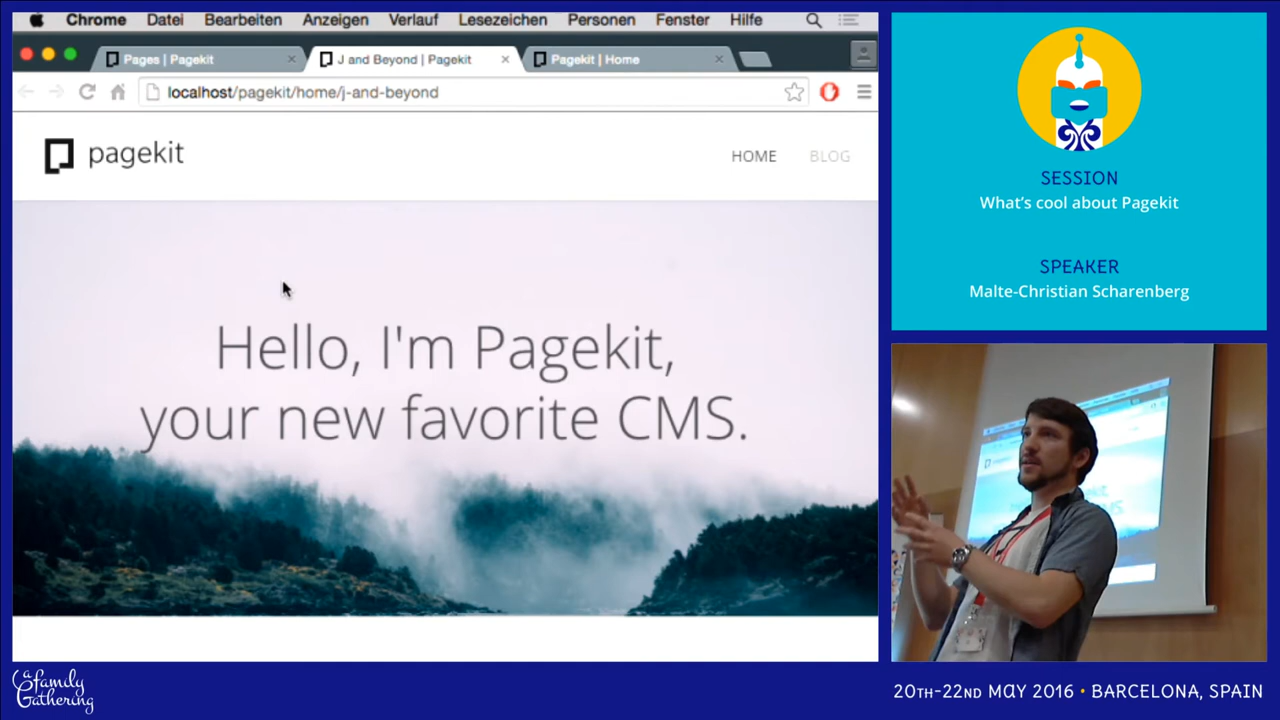 Chrome Datei Bearbeiten Anzeigen Verlauf Lesezeichen Personen Fenster Hilfe
Pages | Pagekit
J and Beyond | Pagekit
Pagekit | Home
localhost/pagekit/home/j-and-beyond
pagekit
HOME
BLOG
Hello, I'm Pagekit,
your new favorite CMS.
SESSION
What's cool about Pagekit
SPEAKER
Malte-Christian Scharenberg
a family
Gathering
20TH-22ND MAY 2016 • BARCELONA, SPAIN